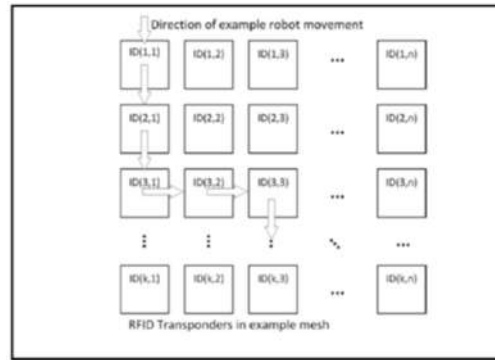 Direction of example robot movement
ID(1,1) ID(1,2) ID(1,3) ... ID(1,n)
ID(2,1) ID(2,2) ID(2,3) ... ID(2,n)
ID(3,1) ID(3,2) ID(3,3) ... ID(3,n)
⋮ ⋮ ⋮ ⋱ ...
ID(k,1) ID(k,2) ID(k,3) ... ID(k,n)
RFID Transponders in example mesh